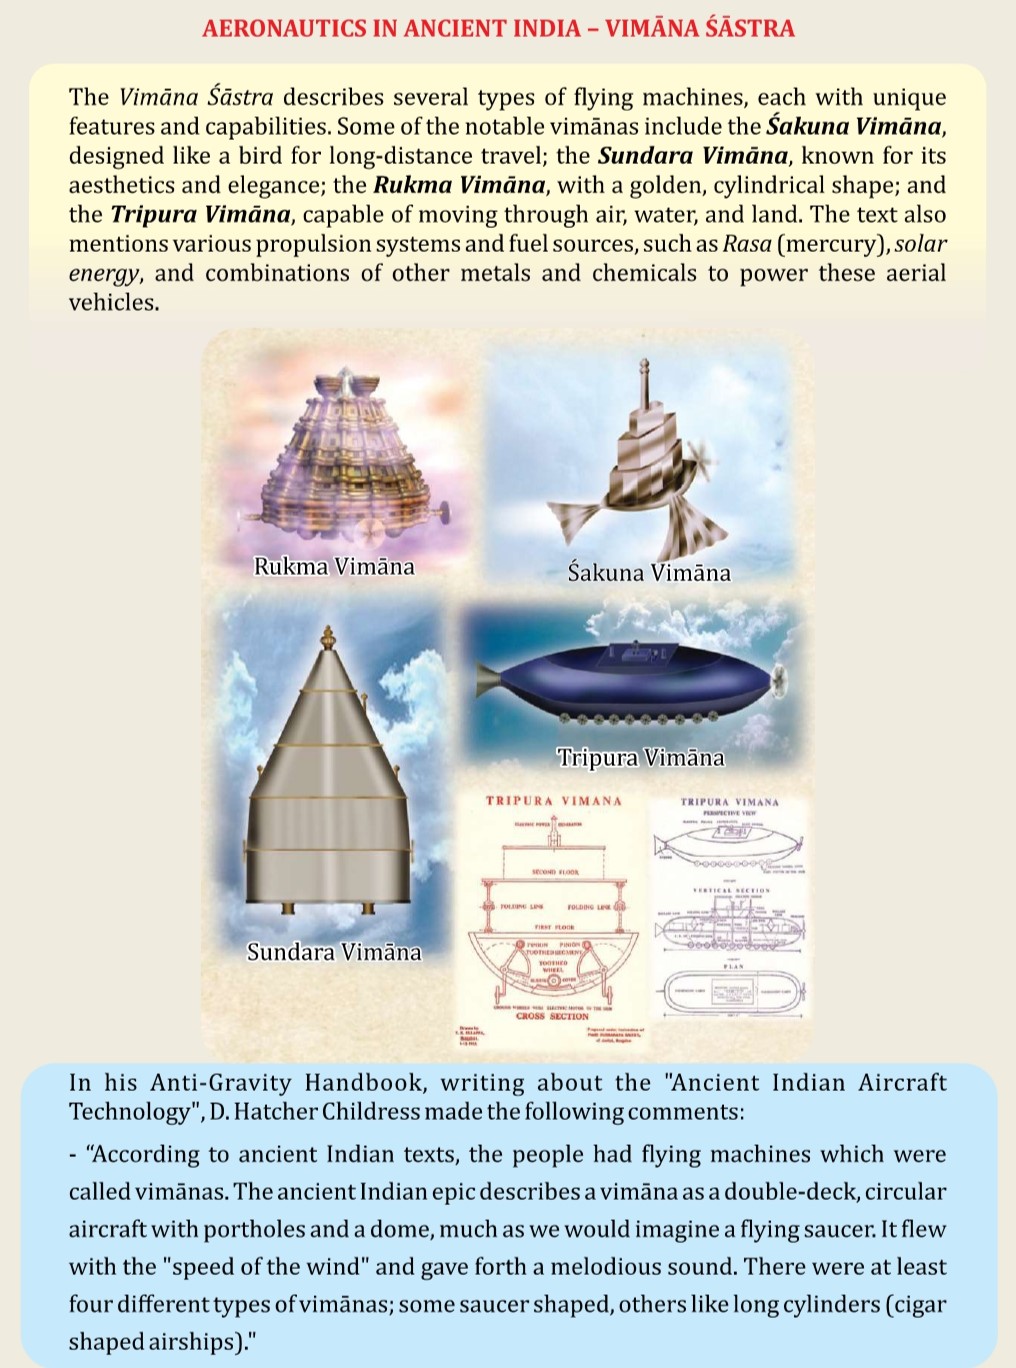 AERONAUTICS IN ANCIENT INDIA – VIMĀNA ŚĀSTRA
The Vimāna Śāstra describes several types of flying machines, each with unique
features and capabilities. Some of the notable vimānas include the Śakuna Vimāna,
designed like a bird for long-distance travel; the Sundara Vimāna, known for its
aesthetics and elegance; the Rukma Vimāna, with a golden, cylindrical shape; and
the Tripura Vimāna, capable of moving through air, water, and land. The text also
mentions various propulsion systems and fuel sources, such as Rasa (mercury), solar
energy, and combinations of other metals and chemicals to power these aerial
vehicles.
Rukma Vimāna
Śakuna Vimāna
Sundara Vimāna
Tripura Vimāna
TRIPURA VIMANA
SECOND FLOOR
FOLDING LINK FOLDING LINK
FIRST FLOOR
TOOTHED
WHEEL
CROSS SECTION
TRIPURA VIMANA
PERSPECTIVE VIEW
VERTICAL SECTION
PLAN
In his Anti-Gravity Handbook, writing about the "Ancient Indian Aircraft
Technology", D. Hatcher Childress made the following comments:
- “According to ancient Indian texts, the people had flying machines which were
called vimānas. The ancient Indian epic describes a vimāna as a double-deck, circular
aircraft with portholes and a dome, much as we would imagine a flying saucer. It flew
with the "speed of the wind" and gave forth a melodious sound. There were at least
four different types of vimānas; some saucer shaped, others like long cylinders (cigar
shaped airships)."